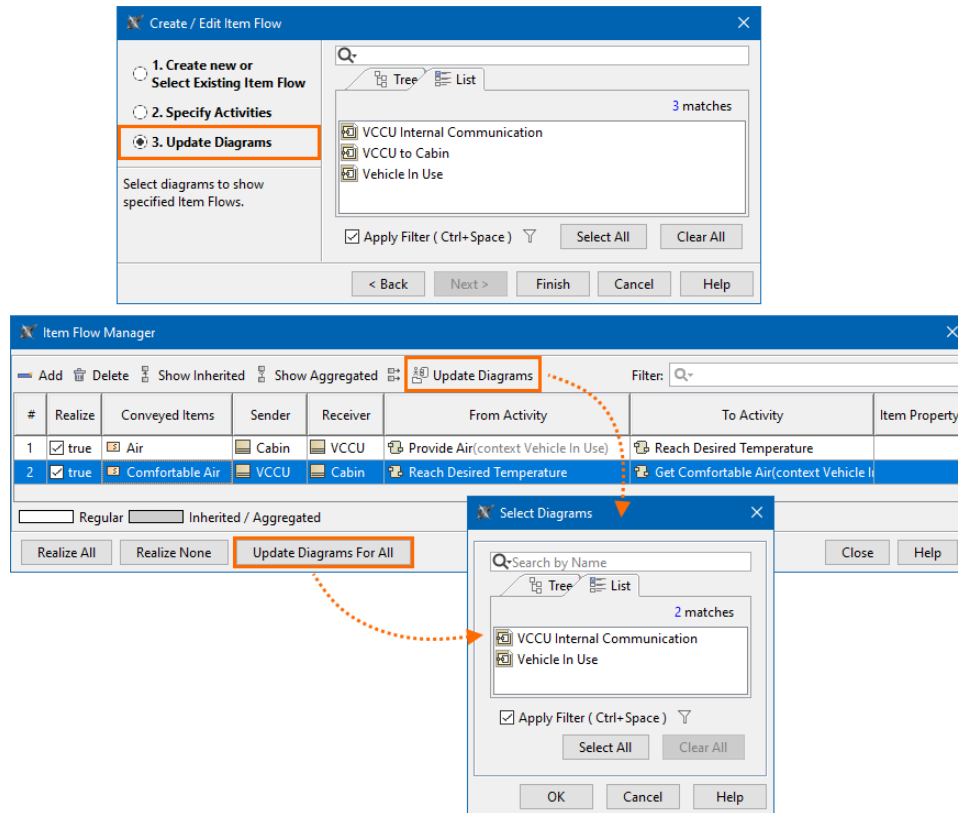 Create / Edit Item Flow
1. Create new or
Select Existing Item Flow
2. Specify Activities
3. Update Diagrams
Select diagrams to show
specified Item Flows.
Tree List
3 matches
VCCU Internal Communication
VCCU to Cabin
Vehicle In Use
Apply Filter ( Ctrl+Space ) Select All Clear All
< Back Next > Finish Cancel Help
Item Flow Manager
Add Delete Show Inherited Show Aggregated Update Diagrams Filter:
# Realize Conveyed Items Sender Receiver From Activity To Activity Item Property
1 true Air Cabin VCCU Provide Air(context Vehicle In Use) Reach Desired Temperature
2 true Comfortable Air VCCU Cabin Reach Desired Temperature Get Comfortable Air(context Vehicle I
Regular Inherited / Aggregated
Realize All Realize None Update Diagrams For All Close Help
Select Diagrams
Search by Name
Tree List
2 matches
VCCU Internal Communication
Vehicle In Use
Apply Filter ( Ctrl+Space )
Select All Clear All
OK Cancel Help